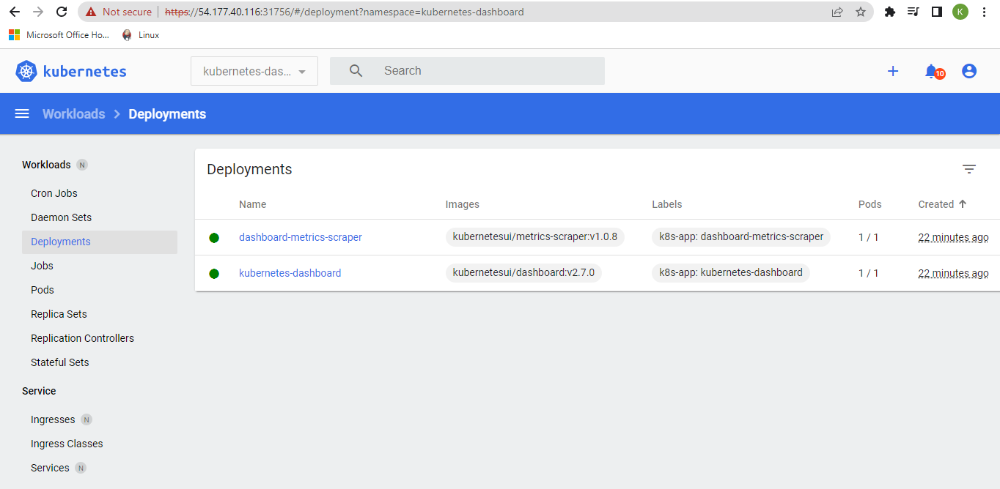 Not secure https://54.177.40.116:31756/#/deployment?namespace=kubernetes-dashboard K
Microsoft Office Ho... Linux
kubernetes kubernetes-das... Search 10
Workloads Deployments
Workloads N
Cron Jobs
Daemon Sets
Deployments
Jobs
Pods
Replica Sets
Replication Controllers
Stateful Sets
Service
Ingresses N
Ingress Classes
Services N
Deployments
Name Images Labels Pods Created
dashboard-metrics-scraper kubernetesui/metrics-scraper:v1.0.8 k8s-app: dashboard-metrics-scraper 1 / 1 22 minutes ago
kubernetes-dashboard kubernetesui/dashboard:v2.7.0 k8s-app: kubernetes-dashboard 1 / 1 22 minutes ago